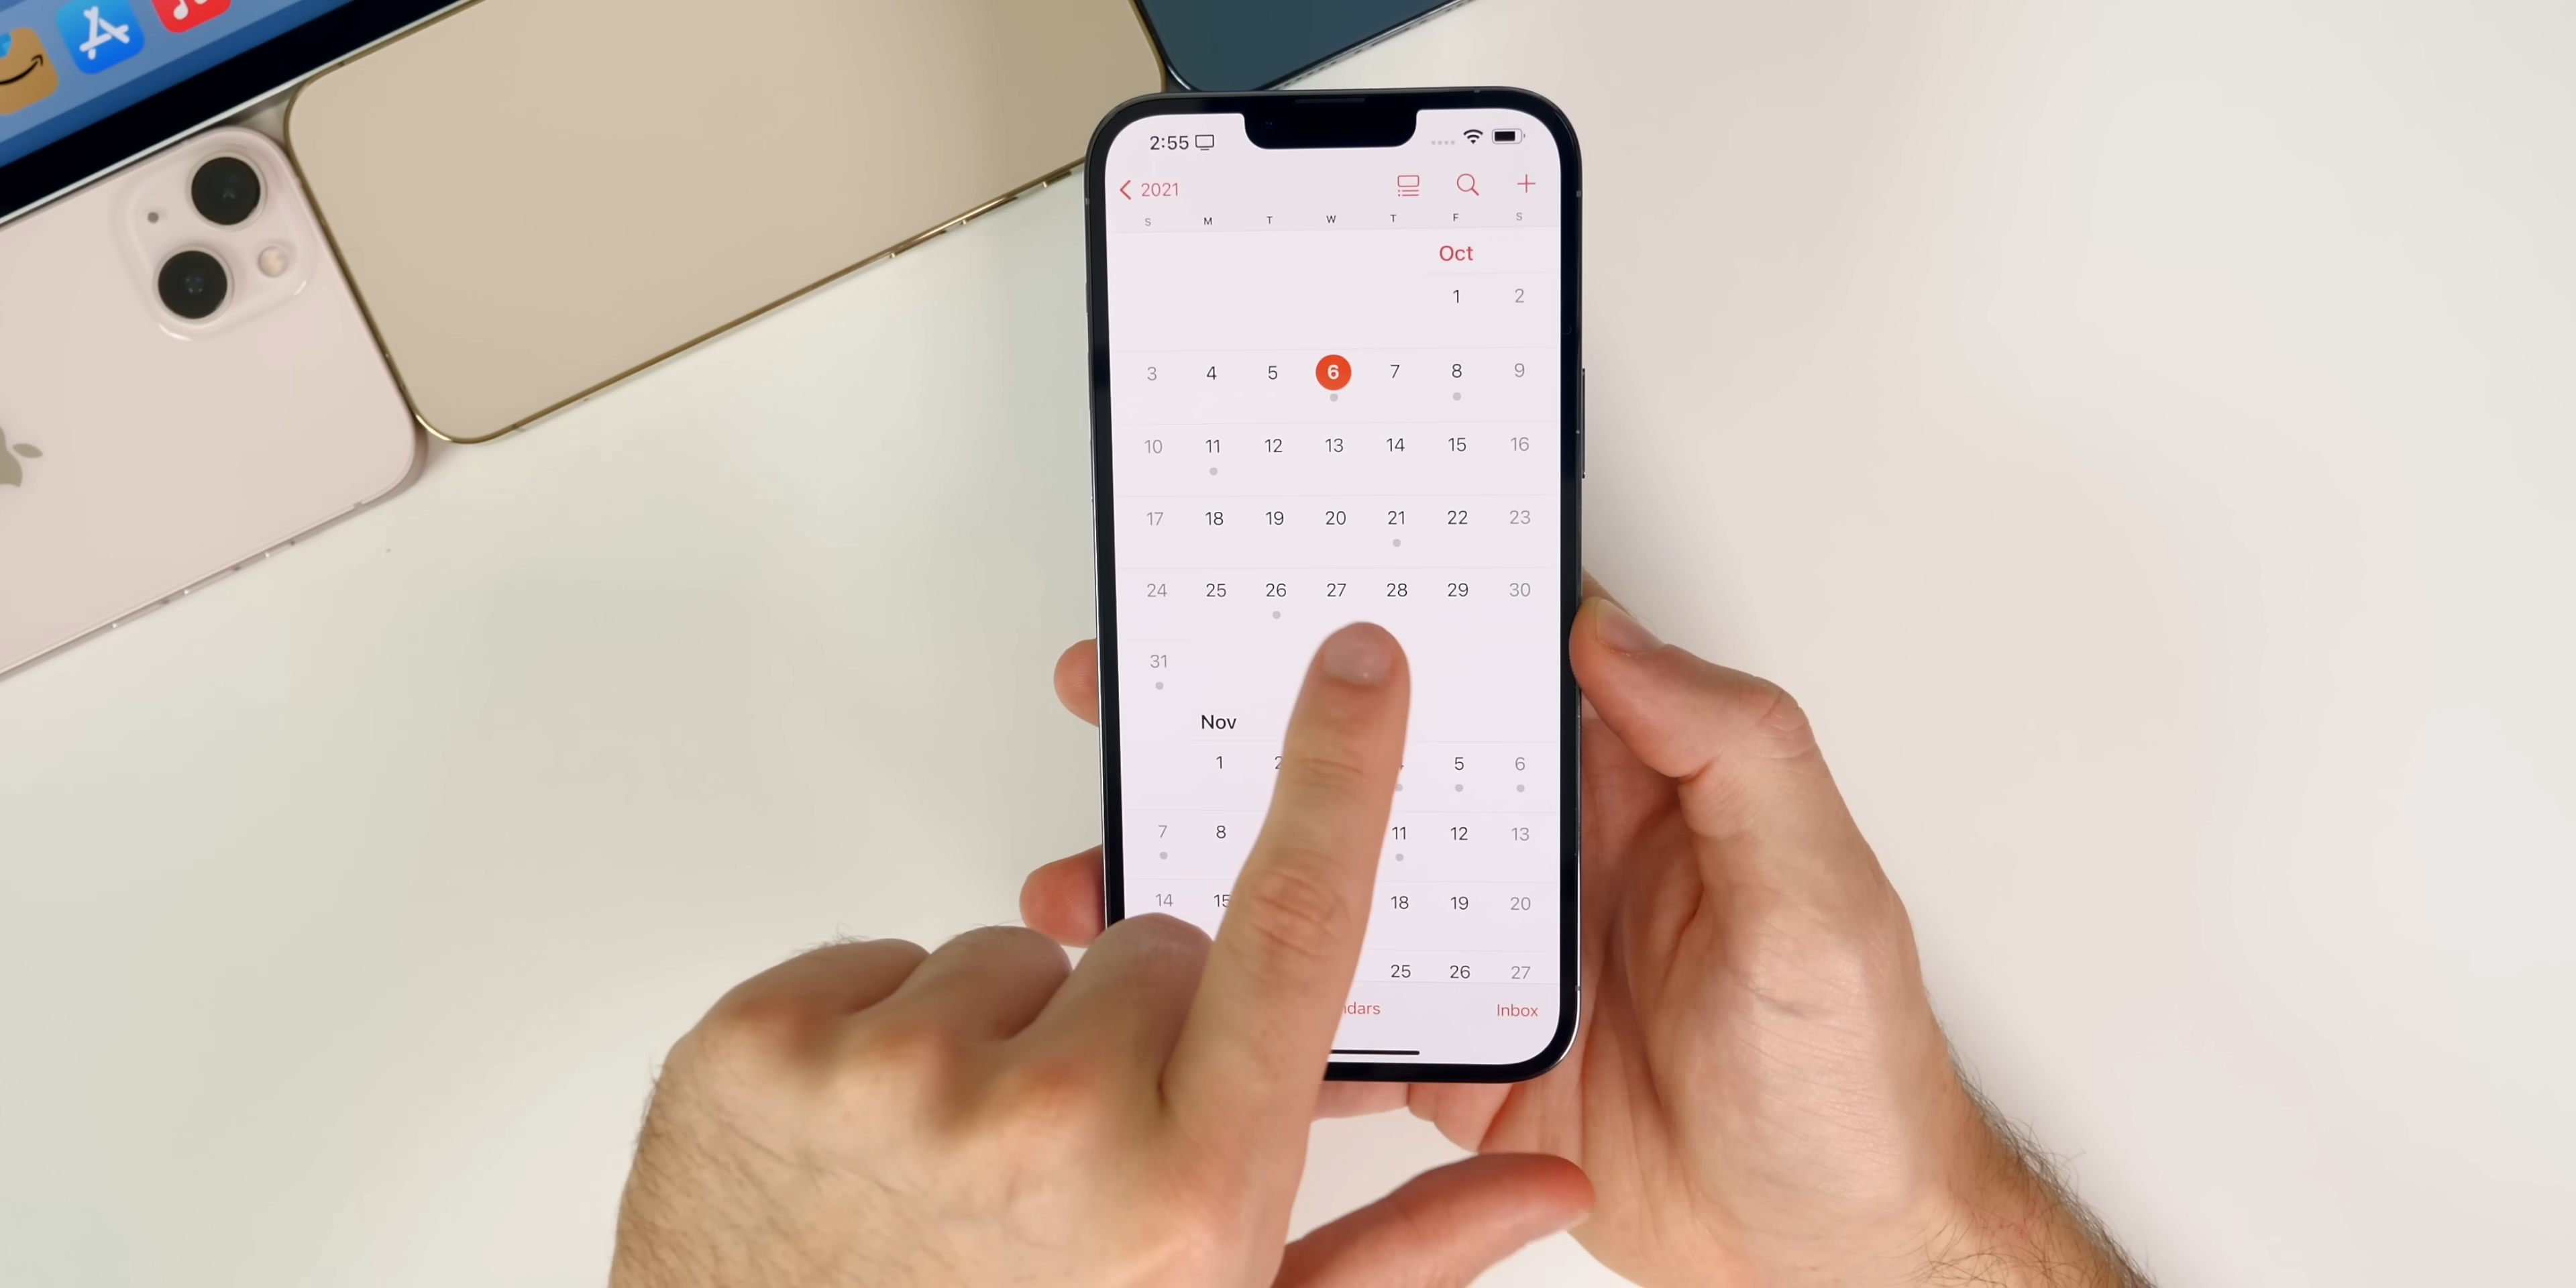 2:55
2021
S M T W T F S
Oct
1 2
3 4 5 6 7 8 9
10 11 12 13 14 15 16
17 18 19 20 21 22 23
24 25 26 27 28 29 30
31
Nov
1 5 6
7 8 11 12 13
14 15 18 19 20
25 26 27
Inbox